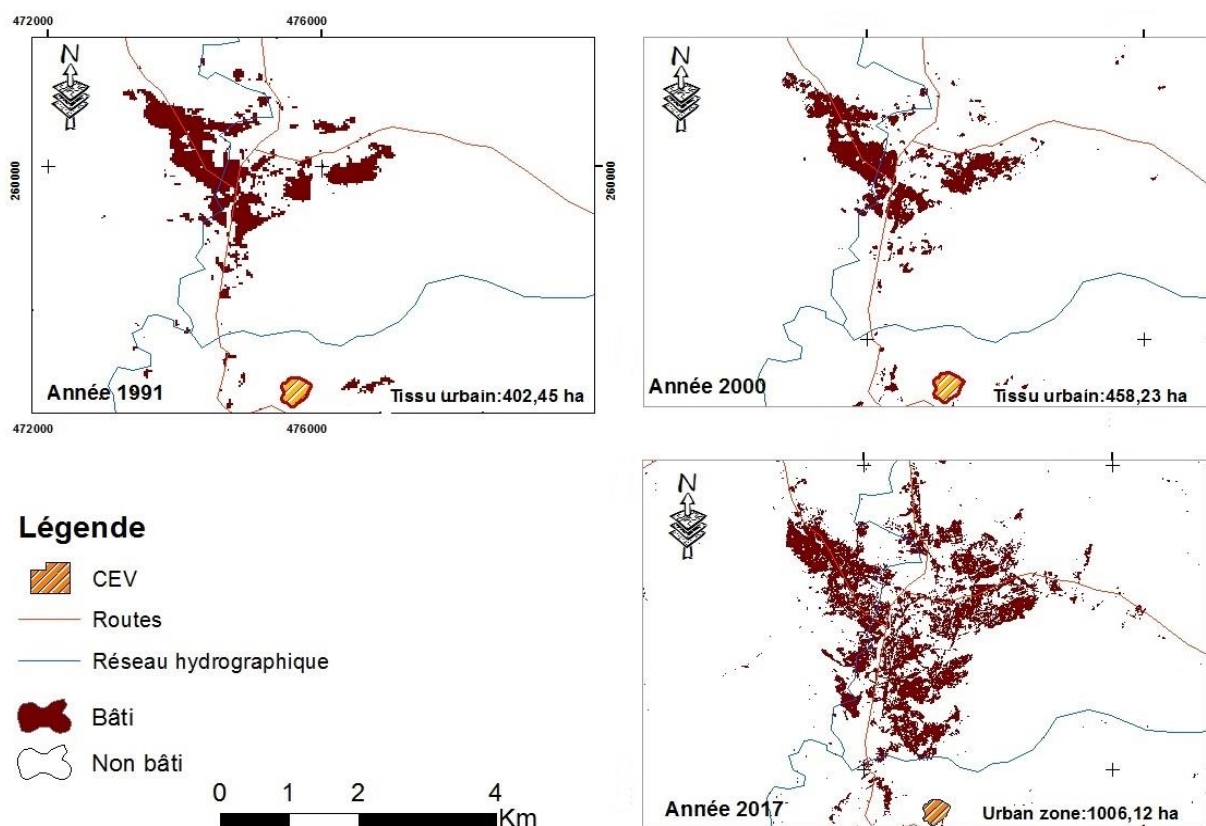 472000
476000
N
260000
Année 1991
Tissu urbain:402,45 ha
472000
476000
N
260000
Année 2000
Tissu urbain:458,23 ha
N
Année 2017
Urban zone:1006,12 ha
Légende
CEV
Routes
Réseau hydrographique
Bâti
Non bâti
0 1 2 4
Km